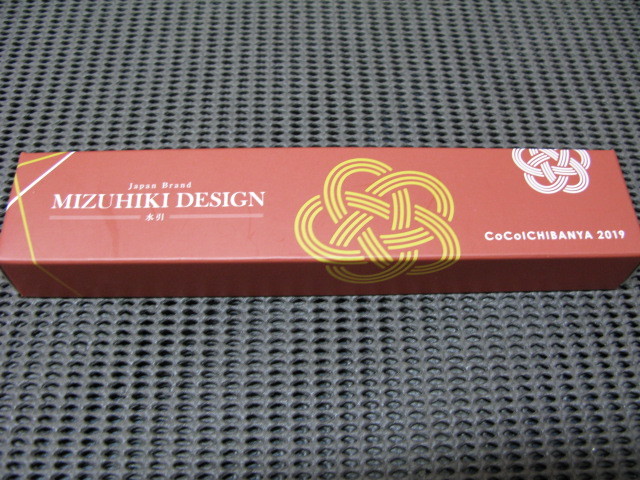 Japan Brand
MIZUHIKI DESIGN
水引
CoCoICHIBANYA 2019